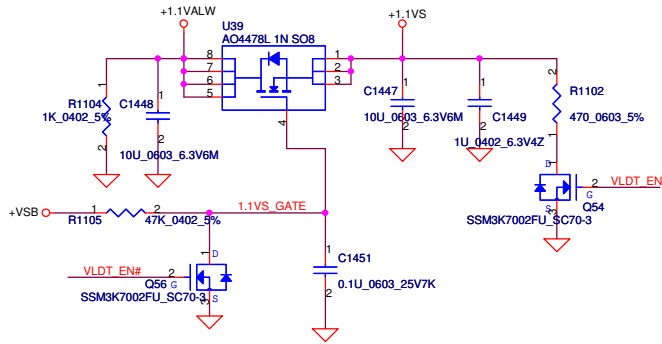 +1.1VALW
U39
AO4478L 1N SO8
+1.1VS
8
7
6
5
1
2
3
4
1
R1104
1K_0402_5%
2
1
C1448
2
10U_0603_6.3V6M
1
C1447
10U_0603_6.3V6M
2
1
C1449
2
1U_0402_6.3V4Z
2
R1102
470_0603_5%
1
1
D
2
G
VLDT_EN
Q54
S
3
SSM3K7002FU_SC70-3
+VSB
1
2
R1105
47K_0402_5%
1.1VS_GATE
1
D
VLDT_EN#
2
G
Q56
S
3
SSM3K7002FU_SC70-3
1
C1451
0.1U_0603_25V7K
2